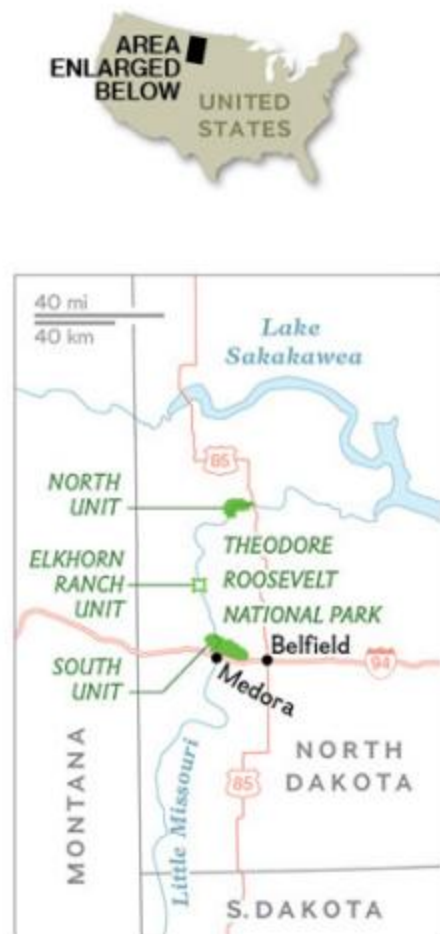 AREA
ENLARGED
BELOW
UNITED
STATES
40 mi
40 km
Lake
Sakakawea
85
NORTH
UNIT
THEODORE
ROOSEVELT
NATIONAL PARK
ELKHORN
RANCH
UNIT
Belfield
94
SOUTH
UNIT
Medora
MONTANA
Little Missouri
85
NORTH
DAKOTA
S. DAKOTA